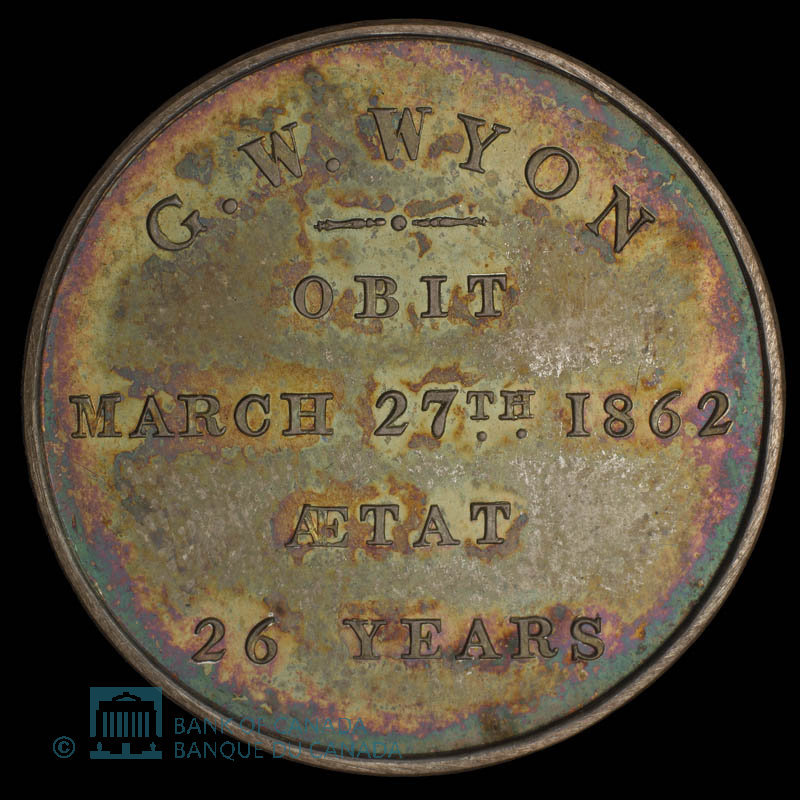 G. W. WYON
OBIT
MARCH 27TH 1862
ÆTAT
26 YEARS
© BANK OF CANADA
BANQUE DU CANADA